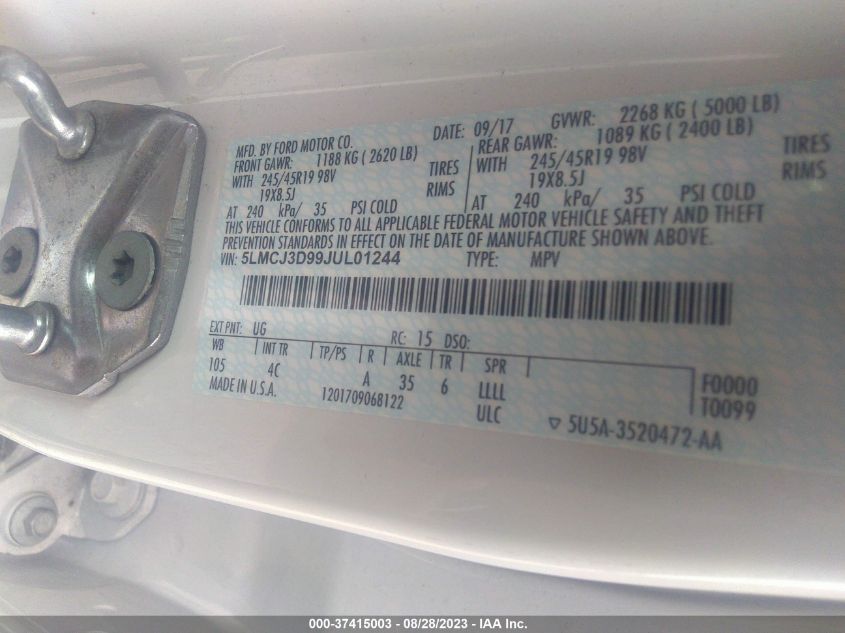 MFD. BY FORD MOTOR CO.
DATE: 09/17 GVWR: 2268 KG (5000 LB)
FRONT GAWR: 1188 KG (2620 LB)
REAR GAWR: 1089 KG (2400 LB)
WITH 245/45R19 98V TIRES
WITH 245/45R19 98V TIRES
19X8.5J RIMS
19X8.5J RIMS
AT 240 kPa/ 35 PSI COLD
AT 240 kPa/ 35 PSI COLD
THIS VEHICLE CONFORMS TO ALL APPLICABLE FEDERAL MOTOR VEHICLE SAFETY AND THEFT
PREVENTION STANDARDS IN EFFECT ON THE DATE OF MANUFACTURE SHOWN ABOVE.
VIN: 5LMCJ3D99JUL01244 TYPE: MPV
EXT PNT: UG RC: 15 DSO:
WB INT TR TP/PS R AXLE TR SPR
105 4C A 35 6 LLLL F0000
MADE IN U.S.A. 1201709068122 ULC T0099
▽ 5U5A-3520472-AA
000-37415003 / 08/28/2023 - IAA Inc.